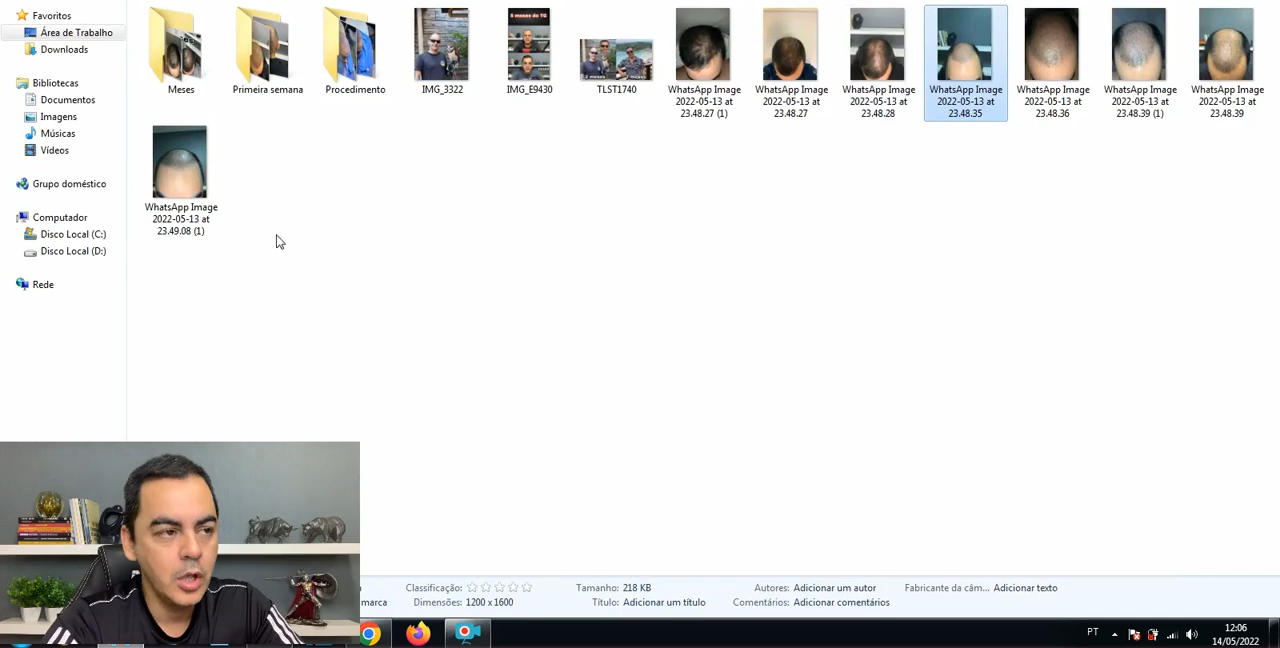 Favoritos
Área de Trabalho
Downloads
Bibliotecas
Documentos
Imagens
Músicas
Vídeos
Grupo doméstico
Computador
Disco Local (C:)
Disco Local (D:)
Rede
Meses
Primeira semana
Procedimento
IMG_3322
IMG_E9430
TLST1740
WhatsApp Image
2022-05-13 at
23.48.27 (1)
WhatsApp Image
2022-05-13 at
23.48.27
WhatsApp Image
2022-05-13 at
23.48.28
WhatsApp Image
2022-05-13 at
23.48.35
WhatsApp Image
2022-05-13 at
23.48.36
WhatsApp Image
2022-05-13 at
23.48.39 (1)
WhatsApp Image
2022-05-13 at
23.48.39
WhatsApp Image
2022-05-13 at
23.49.08 (1)
Classificação:
Tamanho: 218 KB
Autores: Adicionar um autor
Fabricante da câm... Adicionar texto
marca
Dimensões: 1200 x 1600
Título: Adicionar um título
Comentários: Adicionar comentários
PT
12:06
14/05/2022